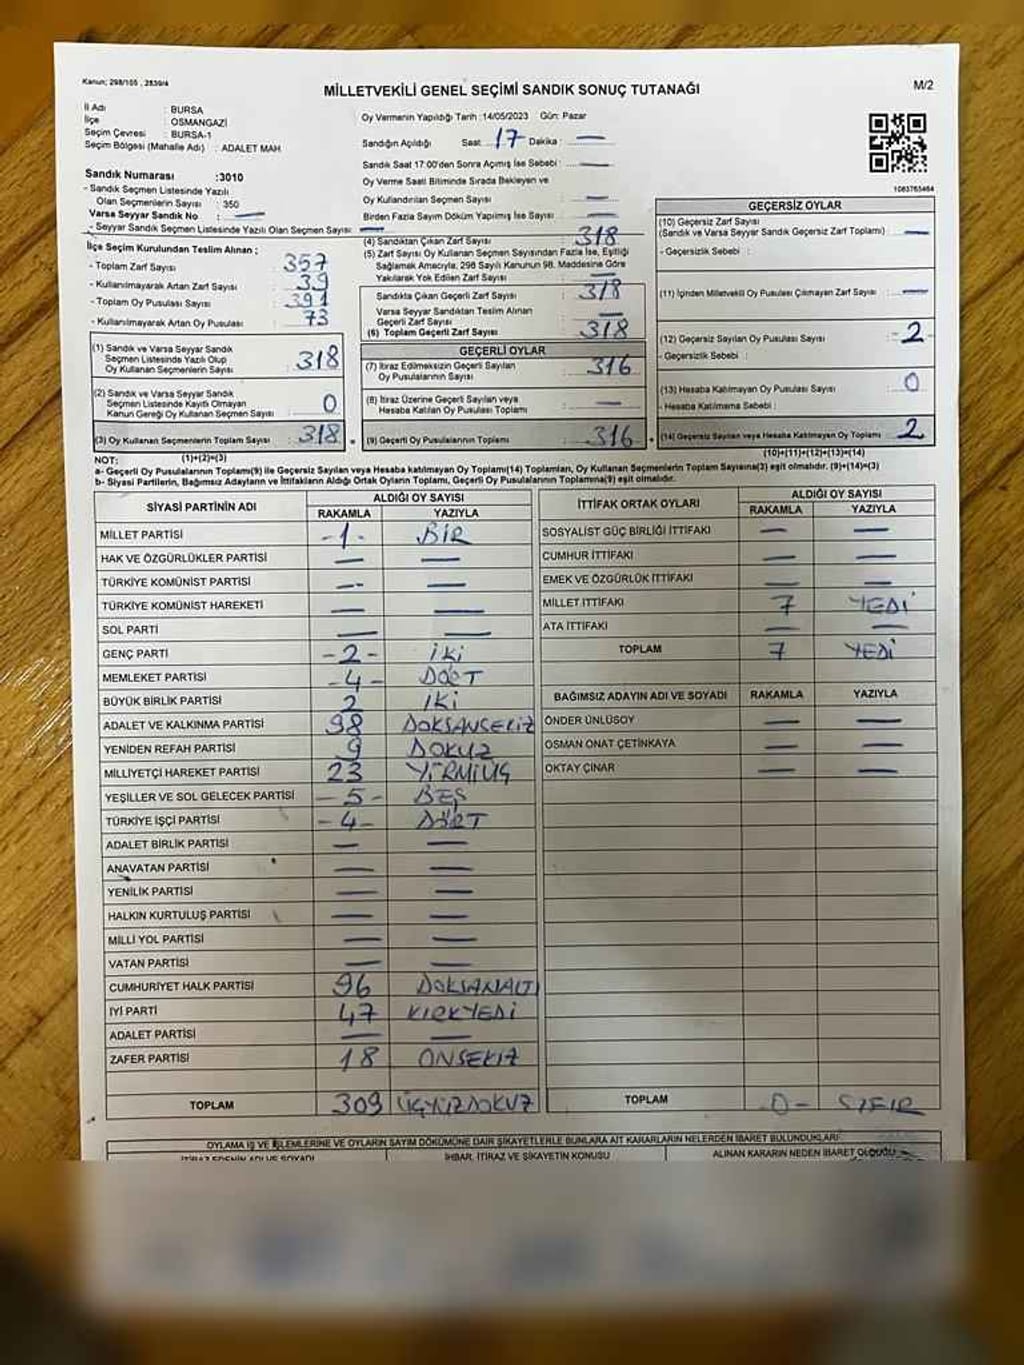 Kanun; 298/105 , 2839/4
MİLLETVEKİLİ GENEL SEÇİMİ SANDIK SONUÇ TUTANAĞI
M/2
İl Adı : BURSA
İlçe : OSMANGAZİ
Seçim Çevresi : BURSA-1
Seçim Bölgesi (Mahalle Adı) : ADALET MAH.
Sandık Numarası :3010
- Sandık Seçmen Listesinde Yazılı
Olan Seçmenlerin Sayısı : 350
Varsa Seyyar Sandık No : —
- Seyyar Sandık Seçmen Listesinde Yazılı Olan Seçmen Sayısı: —
Oy Vermenin Yapıldığı Tarih :14/05/2023 Gün: Pazar
Sandığın Açıldığı Saat : 17 Dakika : —
Sandık Saat 17:00'den Sonra Açımış İse Sebebi : —
Oy Verme Saati Bitiminde Sırada Bekleyen ve
Oy Kullandırılan Seçmen Sayısı : —
Birden Fazla Sayım Döküm Yapılmış İse Sayısı : —
1083765464
İlçe Seçim Kurulundan Teslim Alınan ;
- Toplam Zarf Sayısı : 357
- Kullanılmayarak Artan Zarf Sayısı : 39
- Toplam Oy Pusulası Sayısı : 391
- Kullanılmayarak Artan Oy Pusulası : 73
(1) Sandık ve Varsa Seyyar Sandık
Seçmen Listesinde Yazılı Olup
Oy Kullanan Seçmenlerin Sayısı : 318
(2) Sandık ve Varsa Seyyar Sandık
Seçmen Listesinde Kayıtlı Olmayan
Kanun Gereği Oy Kullanan Seçmen Sayısı : 0
(3) Oy Kullanan Seçmenlerin Toplam Sayısı : 318
(4) Sandıktan Çıkan Zarf Sayısı : 318
(5) Zarf Sayısı Oy Kullanan Seçmen Sayısından Fazla İse, Eşitliği
Sağlamak Amacıyla, 298 Sayılı Kanunun 98. Maddesine Göre
Yakılarak Yok Edilen Zarf Sayısı : —
Sandıkta Çıkan Geçerli Zarf Sayısı : 318
Varsa Seyyar Sandıktan Teslim Alınan
Geçerli Zarf Sayısı : —
(6) Toplam Geçerli Zarf Sayısı : 318
GEÇERLİ OYLAR
(7) İtiraz Edilmeksizin Geçerli Sayılan
Oy Pusulalarının Sayısı : 316
(8) İtiraz Üzerine Geçerli Sayılan veya
Hesaba Katılan Oy Pusulası Toplamı : —
(9) Geçerli Oy Pusulalarının Toplamı : 316
GEÇERSİZ OYLAR
(10) Geçersiz Zarf Sayısı
(Sandık ve Varsa Seyyar Sandık Geçersiz Zarf Toplamı) : —
- Geçersizlik Sebebi :
(11) İçinden Milletvekili Oy Pusulası Çıkmayan Zarf Sayısı : —
(12) Geçersiz Sayılan Oy Pusulası Sayısı : 2
- Geçersizlik Sebebi :
(13) Hesaba Katılmayan Oy Pusulası Sayısı : 0
- Hesaba Katılmama Sebebi :
(14) Geçersiz Sayılan veya Hesaba Katılmayan Oy Toplamı : 2
NOT: (1)+(2)=(3) (10)+(11)+(12)+(13)=(14)
a- Geçerli Oy Pusulalarının Toplamı(9) ile Geçersiz Sayılan veya Hesaba katılmayan Oy Toplamı(14) Toplamları, Oy Kullanan Seçmenlerin Toplam Sayısına(3) eşit olmalıdır. (9)+(14)=(3)
b- Siyasi Partilerin, Bağımsız Adayların ve İttifakların Aldığı Oyların Toplamı, Geçerli Oy Pusulalarının Toplamına(9) eşit olmalıdır.
SİYASİ PARTİNİN ADI ALDIĞI OY SAYISI
RAKAMLA YAZIYLA
MİLLET PARTİSİ -1- BİR
HAK VE ÖZGÜRLÜKLER PARTİSİ — —
TÜRKİYE KOMÜNİST PARTİSİ — —
TÜRKİYE KOMÜNİST HAREKETİ — —
SOL PARTİ — —
GENÇ PARTİ -2- İKİ
MEMLEKET PARTİSİ -4- DÖRT
BÜYÜK BİRLİK PARTİSİ 2 İKİ
ADALET VE KALKINMA PARTİSİ 98 DOKSANSEKİZ
YENİDEN REFAH PARTİSİ 9 DOKUZ
MİLLİYETÇİ HAREKET PARTİSİ 23 YİRMİÜÇ
YEŞİLLER VE SOL GELECEK PARTİSİ -5- BEŞ
TÜRKİYE İŞÇİ PARTİSİ -4- DÖRT
ADALET BİRLİK PARTİSİ — —
ANAVATAN PARTİSİ — —
YENİLİK PARTİSİ — —
HALKIN KURTULUŞ PARTİSİ — —
MİLLİ YOL PARTİSİ — —
VATAN PARTİSİ — —
CUMHURİYET HALK PARTİSİ 96 DOKSANALTI
İYİ PARTİ 47 KIRKYEDİ
ADALET PARTİSİ — —
ZAFER PARTİSİ 18 ONSEKİZ
TOPLAM 309 ÜÇYÜZDOKUZ
İTTİFAK ORTAK OYLARI ALDIĞI OY SAYISI
RAKAMLA YAZIYLA
SOSYALİST GÜÇ BİRLİĞİ İTTİFAKI — —
CUMHUR İTTİFAKI — —
EMEK VE ÖZGÜRLÜK İTTİFAKI — —
MİLLET İTTİFAKI 7 YEDİ
ATA İTTİFAKI — —
TOPLAM 7 YEDİ
BAĞIMSIZ ADAYIN ADI VE SOYADI RAKAMLA YAZIYLA
ÖNDER ÜNLÜSOY — —
OSMAN ONAT ÇETİNKAYA — —
OKTAY ÇINAR — —
TOPLAM -0- SIFIR
OYLAMA İŞ VE İŞLEMLERİNE VE OYLARIN SAYIM DÖKÜMÜNE DAİR ŞİKAYETLERLE BUNLARA AİT KARARLARIN NELERDEN İBARET BULUNDUKLARI
İTİRAZ EDENİN ADI VE SOYADI İHBAR, İTİRAZ VE ŞİKAYETİN KONUSU ALINAN KARARIN NEDEN İBARET OLDUĞU